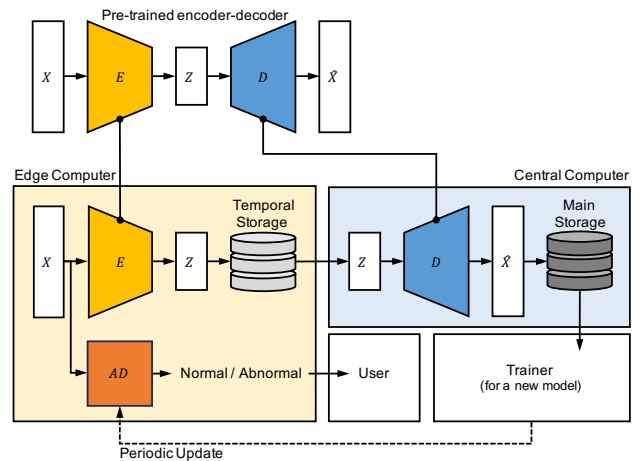 Pre-trained encoder-decoder
X
E
Z
D
X̂
Edge Computer
Central Computer
X
E
Z
Temporal
Storage
Z
D
X̂
Main
Storage
AD
Normal / Abnormal
User
Trainer
(for a new model)
Periodic Update